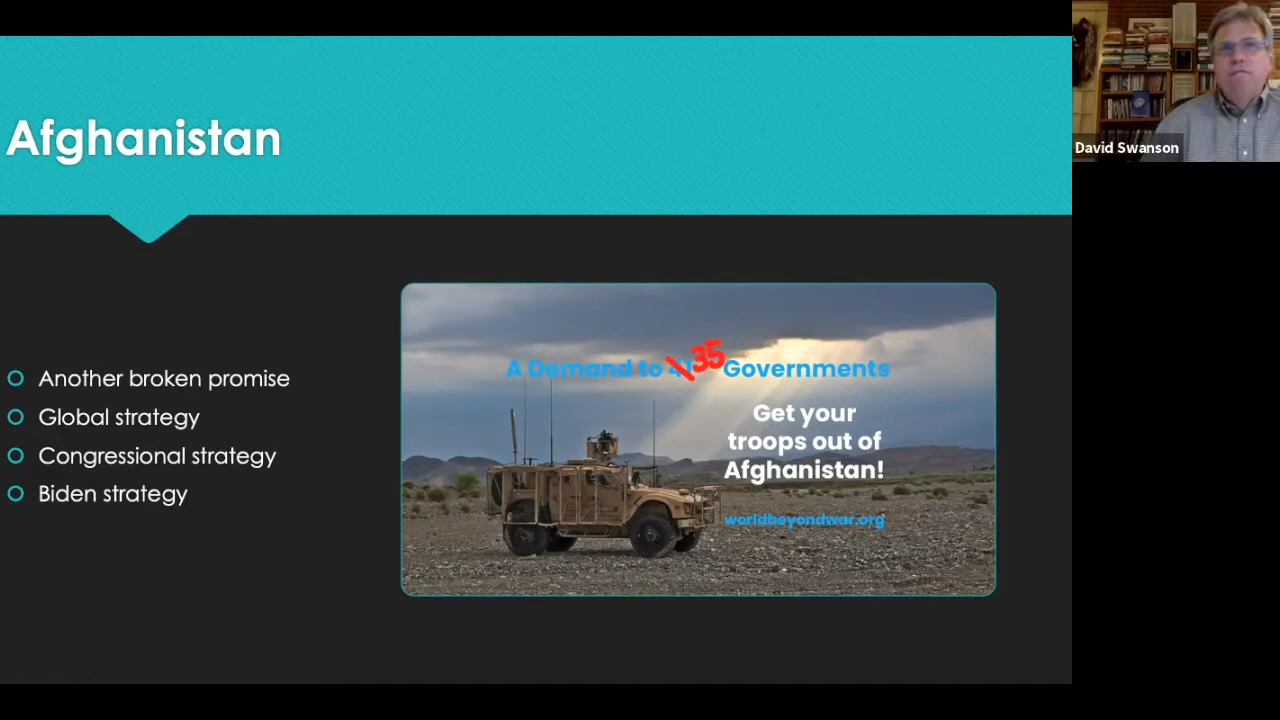 Afghanistan
David Swanson
Another broken promise
Global strategy
Congressional strategy
Biden strategy
A Demand to 41 35 Governments
Get your
troops out of
Afghanistan!
worldbeyondwar.org